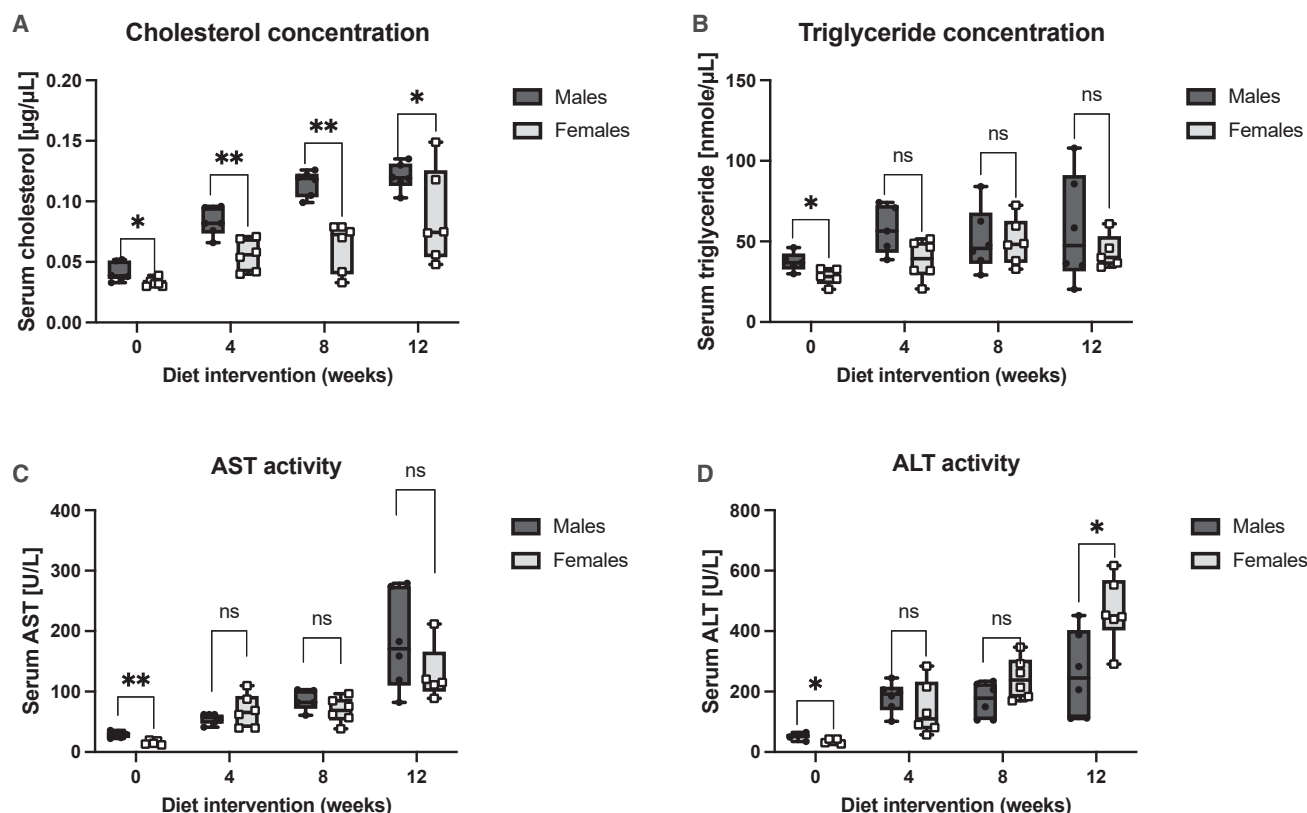 A
Cholesterol concentration
Serum cholesterol [µg/µL]
0.20
0.15
0.10
0.05
0.00
*
**
**
*
0
4
8
12
Diet intervention (weeks)
Males
Females
B
Triglyceride concentration
Serum triglyceride [nmole/µL]
150
100
50
0
*
ns
ns
ns
0
4
8
12
Diet intervention (weeks)
Males
Females
C
AST activity
Serum AST [U/L]
400
300
200
100
0
**
ns
ns
ns
0
4
8
12
Diet intervention (weeks)
Males
Females
D
ALT activity
Serum ALT [U/L]
800
600
400
200
0
*
ns
ns
*
0
4
8
12
Diet intervention (weeks)
Males
Females